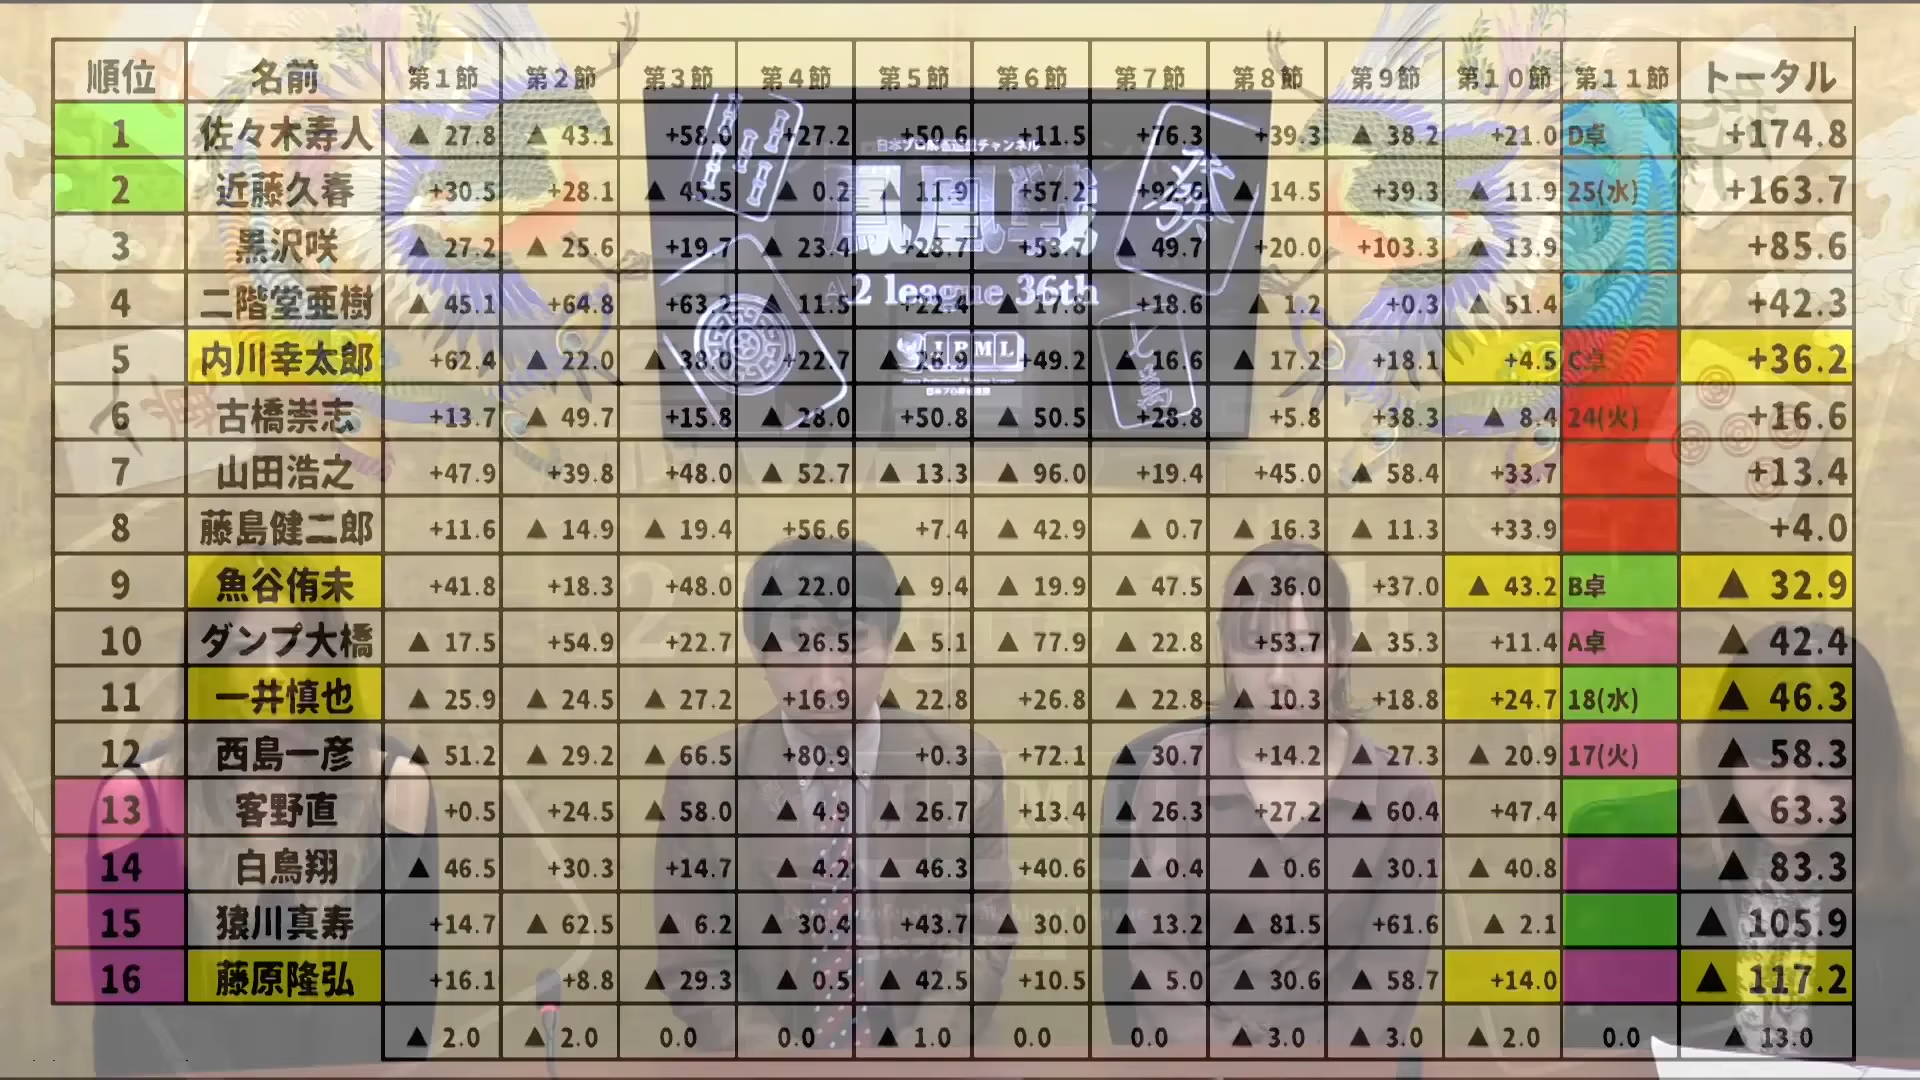 順位 名前 第1節 第2節 第3節 第4節 第5節 第6節 第7節 第8節 第9節 第10節 第11節 トータル
1 佐々木寿人 ▲ 27.8 ▲ 43.1 +58.0 +27.2 +50.6 +11.5 +76.3 +39.3 ▲ 38.2 +21.0 D卓 +174.8
2 近藤久春 +30.5 +28.1 ▲ 45.5 ▲ 0.2 ▲ 11.9 +57.2 +92.6 ▲ 14.5 +39.3 ▲ 11.9 25(水) +163.7
3 黒沢咲 ▲ 27.2 ▲ 25.6 +19.7 ▲ 23.4 +28.7 +53.7 ▲ 49.7 +20.0 +103.3 ▲ 13.9 +85.6
4 二階堂亜樹 ▲ 45.1 +64.8 +63.2 ▲ 11.5 +22.4 ▲ 17.8 +18.6 ▲ 1.2 +0.3 ▲ 51.4 +42.3
5 内川幸太郎 +62.4 ▲ 22.0 ▲ 38.0 +22.7 ▲ 26.9 +49.2 ▲ 16.6 ▲ 17.2 +18.1 +4.5 C卓 +36.2
6 古橋崇志 +13.7 ▲ 49.7 +15.8 ▲ 28.0 +50.8 ▲ 50.5 +28.8 +5.8 +38.3 ▲ 8.4 24(火) +16.6
7 山田浩之 +47.9 +39.8 +48.0 ▲ 52.7 ▲ 13.3 ▲ 96.0 +19.4 +45.0 ▲ 58.4 +33.7 +13.4
8 藤島健二郎 +11.6 ▲ 14.9 ▲ 19.4 +56.6 +7.4 ▲ 42.9 ▲ 0.7 ▲ 16.3 ▲ 11.3 +33.9 +4.0
9 魚谷侑未 +41.8 +18.3 +48.0 ▲ 22.0 ▲ 9.4 ▲ 19.9 ▲ 47.5 ▲ 36.0 +37.0 ▲ 43.2 B卓 ▲ 32.9
10 ダンプ大橋 ▲ 17.5 +54.9 +22.7 ▲ 26.5 ▲ 5.1 ▲ 77.9 ▲ 22.8 +53.7 ▲ 35.3 +11.4 A卓 ▲ 42.4
11 一井慎也 ▲ 25.9 ▲ 24.5 ▲ 27.2 +16.9 ▲ 22.8 +26.8 ▲ 22.8 ▲ 10.3 +18.8 +24.7 18(水) ▲ 46.3
12 西島一彦 ▲ 51.2 ▲ 29.2 ▲ 66.5 +80.9 +0.3 +72.1 ▲ 30.7 +14.2 ▲ 27.3 ▲ 20.9 17(火) ▲ 58.3
13 客野直 +0.5 +24.5 ▲ 58.0 ▲ 4.9 ▲ 26.7 +13.4 ▲ 26.3 +27.2 ▲ 60.4 +47.4 ▲ 63.3
14 白鳥翔 ▲ 46.5 +30.3 +14.7 ▲ 4.2 ▲ 46.3 +40.6 ▲ 0.4 ▲ 0.6 ▲ 30.1 ▲ 40.8 ▲ 83.3
15 猿川真寿 +14.7 ▲ 62.5 ▲ 6.2 ▲ 30.4 +43.7 ▲ 30.0 ▲ 13.2 ▲ 81.5 +61.6 ▲ 2.1 ▲ 105.9
16 藤原隆弘 +16.1 +8.8 ▲ 29.3 ▲ 0.5 ▲ 42.5 +10.5 ▲ 5.0 ▲ 30.6 ▲ 58.7 +14.0 ▲ 117.2
▲ 2.0 ▲ 2.0 0.0 0.0 ▲ 1.0 0.0 0.0 ▲ 3.0 ▲ 3.0 ▲ 2.0 0.0 ▲ 13.0
日本プロ麻雀連盟チャンネル
鳳凰戦
A2 league 36th
JPML
日本プロ麻雀連盟
發
七萬